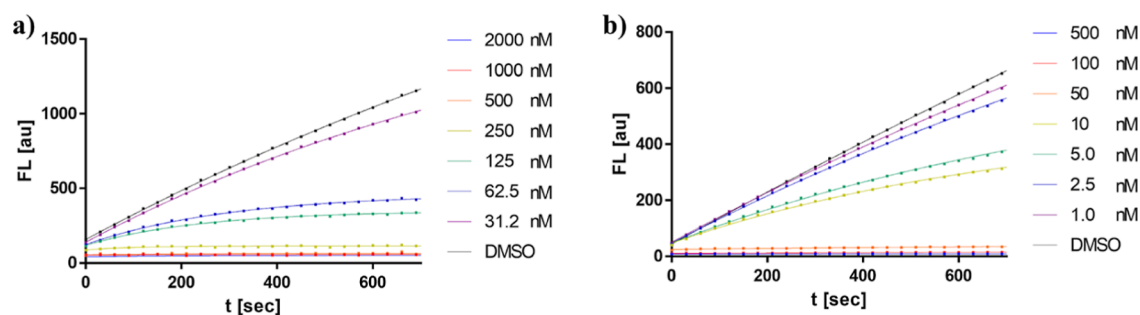 a)
1500
1000
500
0
FL [au]
0 200 400 600
t [sec]
2000 nM
1000 nM
500 nM
250 nM
125 nM
62.5 nM
31.2 nM
DMSO
b)
800
600
400
200
0
FL [au]
0 200 400 600
t [sec]
500 nM
100 nM
50 nM
10 nM
5.0 nM
2.5 nM
1.0 nM
DMSO